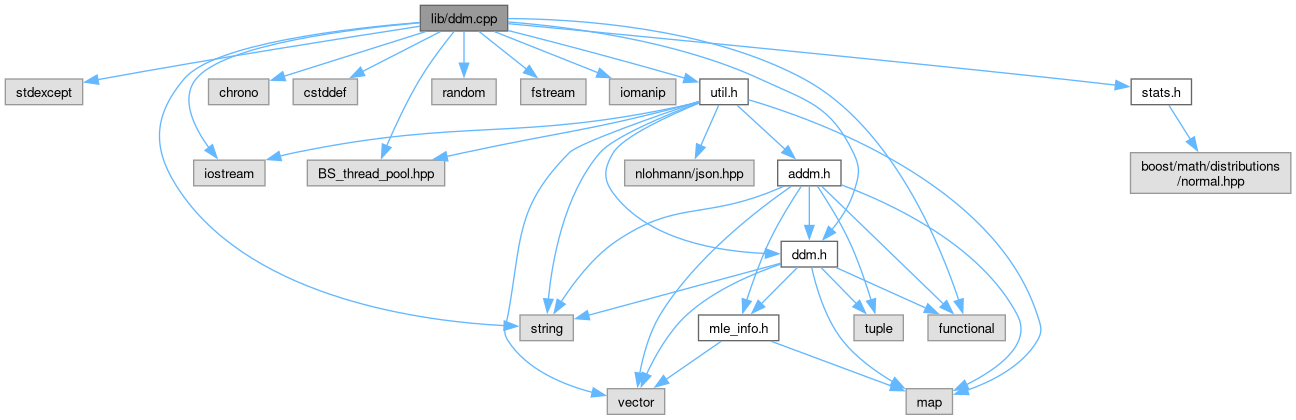 lib/ddm.cpp
stdexcept
chrono
cstddef
random
fstream
iomanip
util.h
stats.h
iostream
BS_thread_pool.hpp
nlohmann/json.hpp
addm.h
boost/math/distributions
/normal.hpp
ddm.h
string
mle_info.h
tuple
functional
vector
map